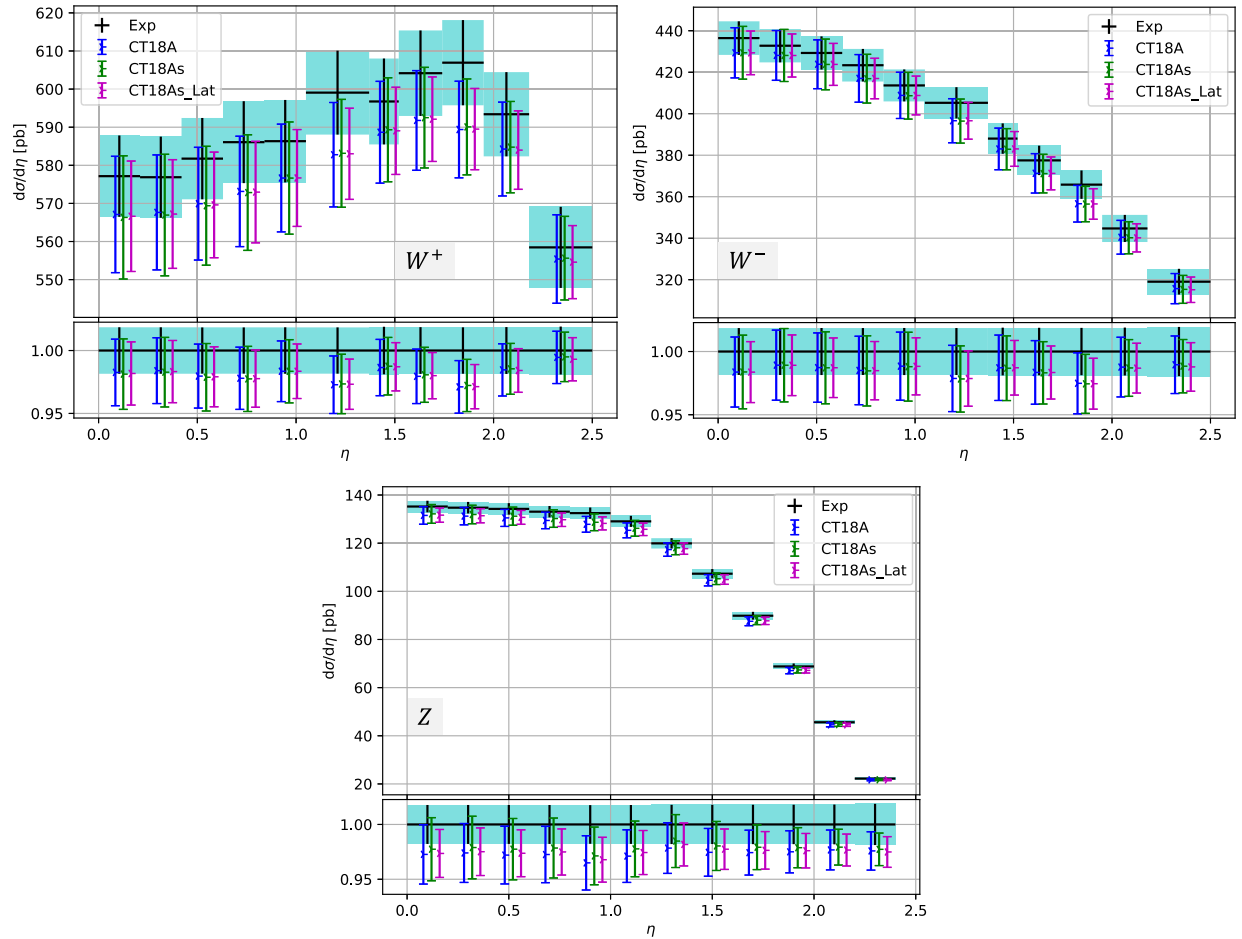 dσ/dη [pb]
620
610
600
590
580
570
560
550
Exp
CT18A
CT18As
CT18As_Lat
W⁺
1.00
0.95
0.0 0.5 1.0 1.5 2.0 2.5
η
dσ/dη [pb]
440
420
400
380
360
340
320
Exp
CT18A
CT18As
CT18As_Lat
W⁻
1.00
0.95
0.0 0.5 1.0 1.5 2.0 2.5
η
dσ/dη [pb]
140
120
100
80
60
40
20
Exp
CT18A
CT18As
CT18As_Lat
Z
1.00
0.95
0.0 0.5 1.0 1.5 2.0 2.5
η